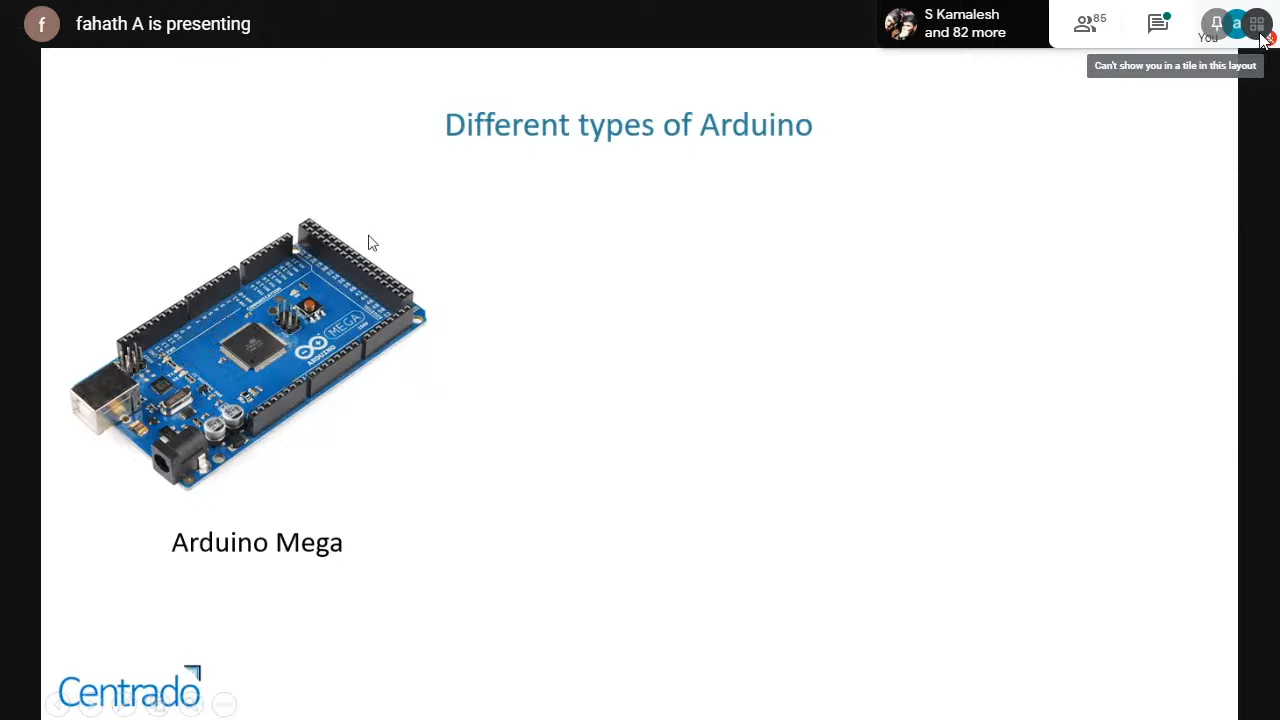 f
fahath A is presenting
S Kamalesh
and 82 more
85
a
You
Can't show you in a tile in this layout
Different types of Arduino
MEGA
ARDUINO
Arduino Mega
Centrado